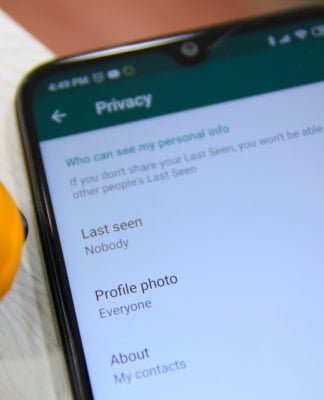 4:49 PM
Privacy
Who can see my personal info
If you don't share your Last Seen, you won't be able
other people's Last Seen
Last seen
Nobody
Profile photo
Everyone
About
My contacts